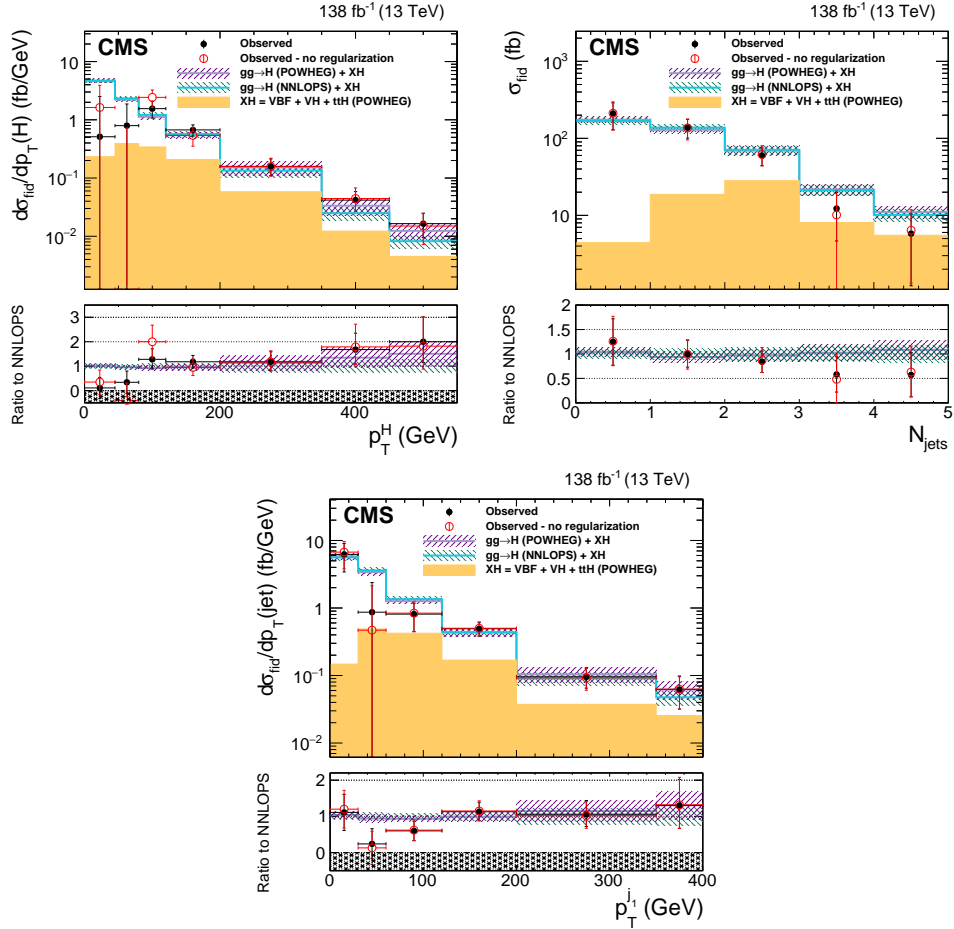 138 fb⁻¹ (13 TeV)
CMS
Observed
Observed - no regularization
gg→H (POWHEG) + XH
gg→H (NNLOPS) + XH
XH = VBF + VH + ttH (POWHEG)
dσ_fid/dp_T(H) (fb/GeV)
10
1
10⁻¹
10⁻²
Ratio to NNLOPS
3
2
1
0
0 200 400
p_T^H (GeV)
138 fb⁻¹ (13 TeV)
CMS
Observed
Observed - no regularization
gg→H (POWHEG) + XH
gg→H (NNLOPS) + XH
XH = VBF + VH + ttH (POWHEG)
σ_fid (fb)
10³
10²
10
Ratio to NNLOPS
2
1.5
1
0.5
0
0 1 2 3 4 5
N_jets
138 fb⁻¹ (13 TeV)
CMS
Observed
Observed - no regularization
gg→H (POWHEG) + XH
gg→H (NNLOPS) + XH
XH = VBF + VH + ttH (POWHEG)
dσ_fid/dp_T(jet) (fb/GeV)
10
1
10⁻¹
10⁻²
Ratio to NNLOPS
2
1
0
0 100 200 300 400
p_T^j₁ (GeV)